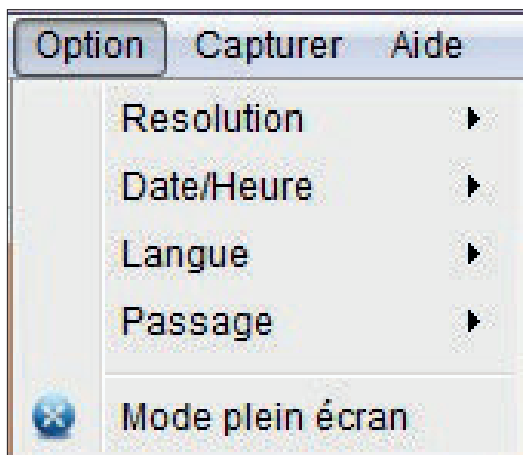 Option Capturer Aide
Resolution
Date/Heure
Langue
Passage
Mode plein écran